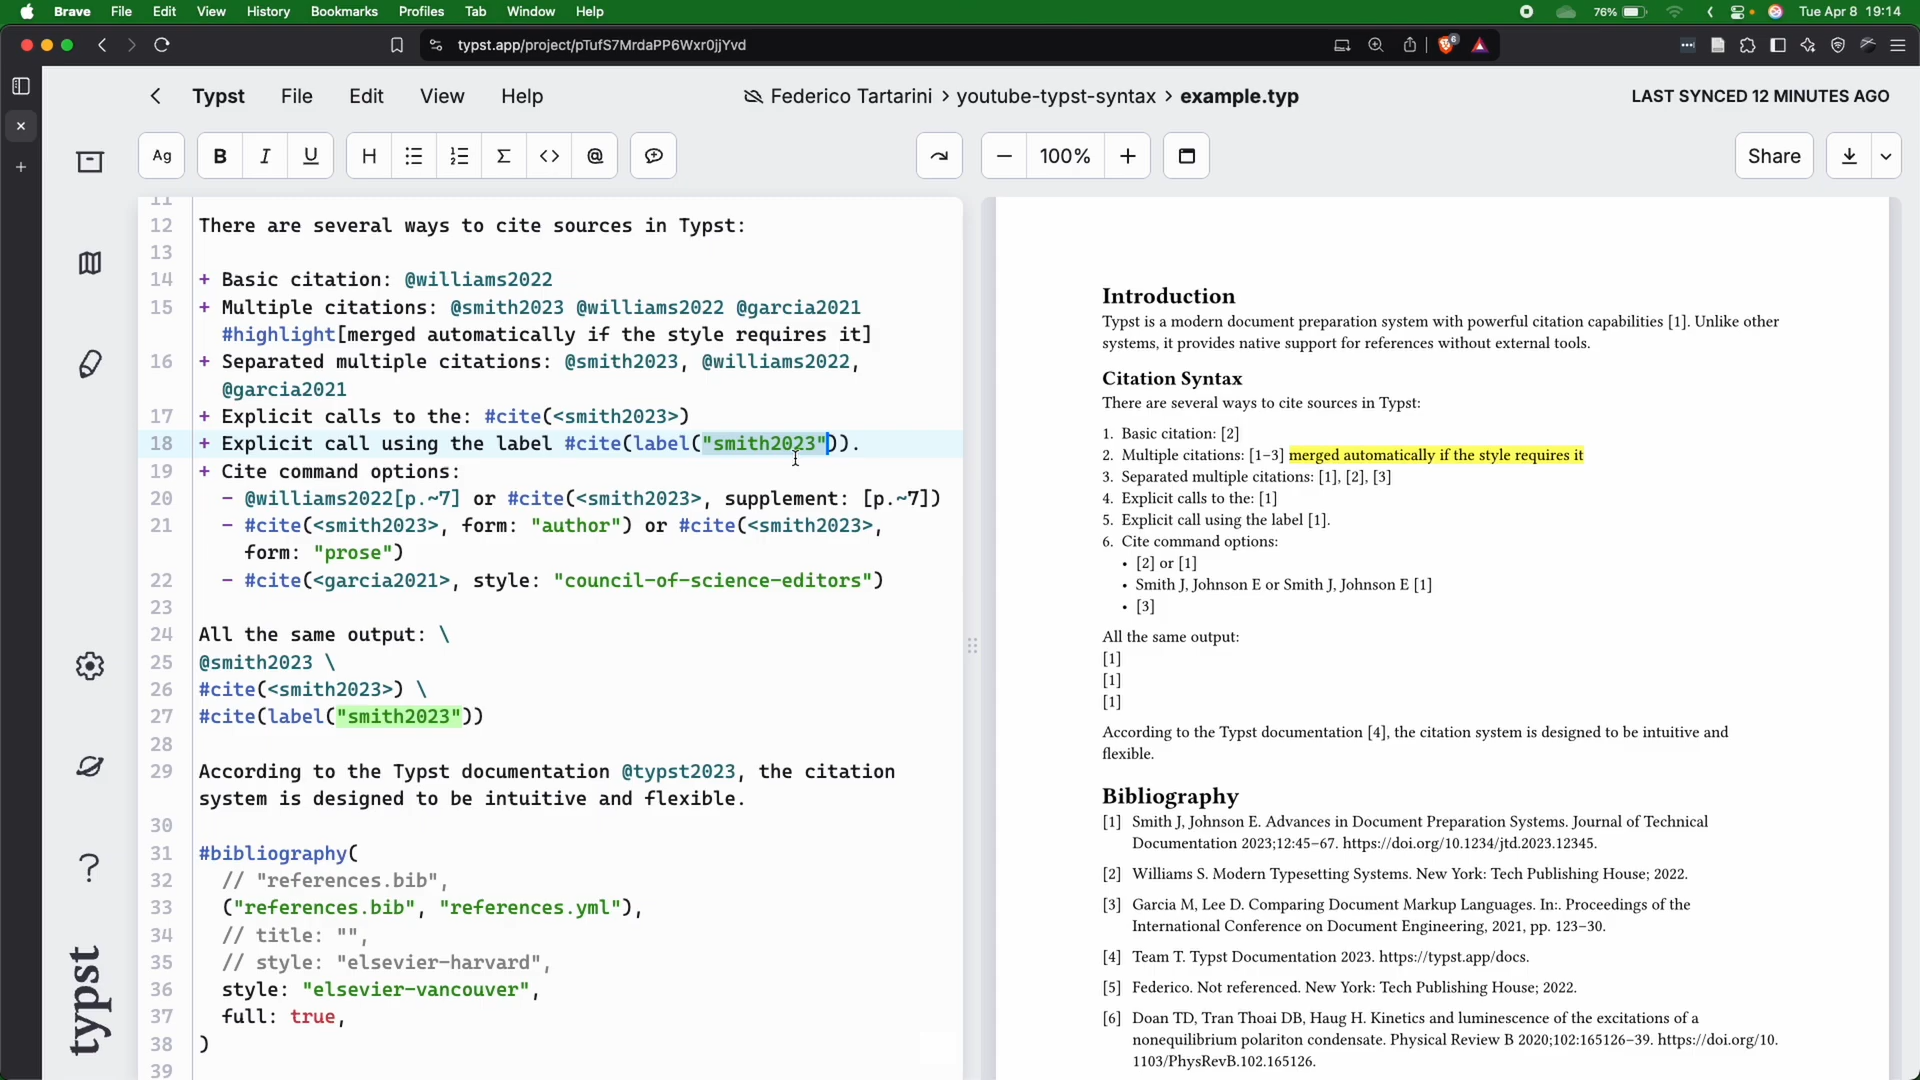 Brave File Edit View History Bookmarks Profiles Tab Window Help 76% Tue Apr 8 19:14
typst.app/project/pTufS7MrdaPP6Wxr0jjYvd 6
Typst File Edit View Help Federico Tartarini > youtube-typst-syntax > example.typ LAST SYNCED 12 MINUTES AGO
Ag B I U H Σ <> @ 100% Share
11
12 There are several ways to cite sources in Typst:
13
14 + Basic citation: @williams2022
15 + Multiple citations: @smith2023 @williams2022 @garcia2021
#highlight[merged automatically if the style requires it]
16 + Separated multiple citations: @smith2023, @williams2022,
@garcia2021
17 + Explicit calls to the: #cite(<smith2023>)
18 + Explicit call using the label #cite(label("smith2023")).
19 + Cite command options:
20 - @williams2022[p.~7] or #cite(<smith2023>, supplement: [p.~7])
21 - #cite(<smith2023>, form: "author") or #cite(<smith2023>,
form: "prose")
22 - #cite(<garcia2021>, style: "council-of-science-editors")
23
24 All the same output: \
25 @smith2023 \
26 #cite(<smith2023>) \
27 #cite(label("smith2023"))
28
29 According to the Typst documentation @typst2023, the citation
system is designed to be intuitive and flexible.
30
31 #bibliography(
32 // "references.bib",
33 ("references.bib", "references.yml"),
34 // title: "",
35 // style: "elsevier-harvard",
36 style: "elsevier-vancouver",
37 full: true,
38 )
39
typst
Introduction
Typst is a modern document preparation system with powerful citation capabilities [1]. Unlike other
systems, it provides native support for references without external tools.
Citation Syntax
There are several ways to cite sources in Typst:
1. Basic citation: [2]
2. Multiple citations: [1–3] merged automatically if the style requires it
3. Separated multiple citations: [1], [2], [3]
4. Explicit calls to the: [1]
5. Explicit call using the label [1].
6. Cite command options:
• [2] or [1]
• Smith J, Johnson E or Smith J, Johnson E [1]
• [3]
All the same output:
[1]
[1]
[1]
According to the Typst documentation [4], the citation system is designed to be intuitive and
flexible.
Bibliography
[1] Smith J, Johnson E. Advances in Document Preparation Systems. Journal of Technical
Documentation 2023;12:45–67. https://doi.org/10.1234/jtd.2023.12345.
[2] Williams S. Modern Typesetting Systems. New York: Tech Publishing House; 2022.
[3] Garcia M, Lee D. Comparing Document Markup Languages. In:. Proceedings of the
International Conference on Document Engineering, 2021, pp. 123–30.
[4] Team T. Typst Documentation 2023. https://typst.app/docs.
[5] Federico. Not referenced. New York: Tech Publishing House; 2022.
[6] Doan TD, Tran Thoai DB, Haug H. Kinetics and luminescence of the excitations of a
nonequilibrium polariton condensate. Physical Review B 2020;102:165126–39. https://doi.org/10.
1103/PhysRevB.102.165126.